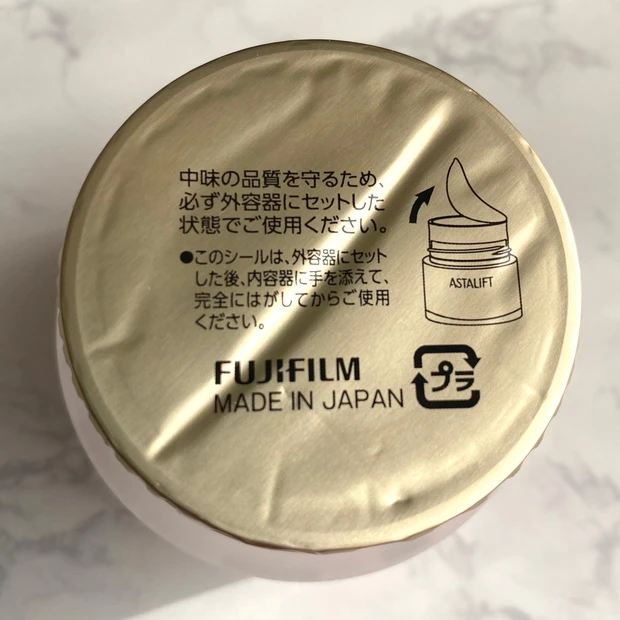 中味の品質を守るため、
必ず外容器にセットした
状態でご使用ください。
●このシールは、外容器にセット
した後、内容器に手を添えて、
完全にはがしてからご使用
ください。
ASTALIFT
FUJIFILM
MADE IN JAPAN
プラ